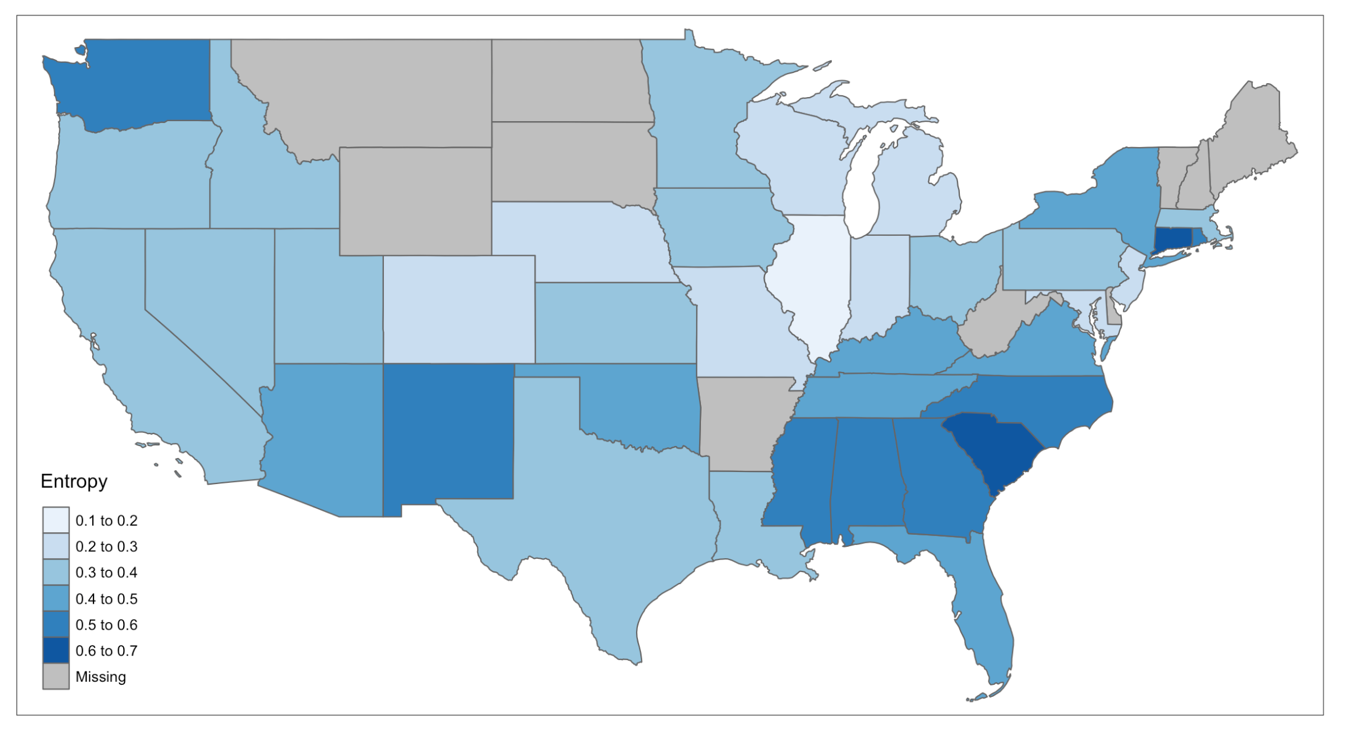 Entropy
0.1 to 0.2
0.2 to 0.3
0.3 to 0.4
0.4 to 0.5
0.5 to 0.6
0.6 to 0.7
Missing